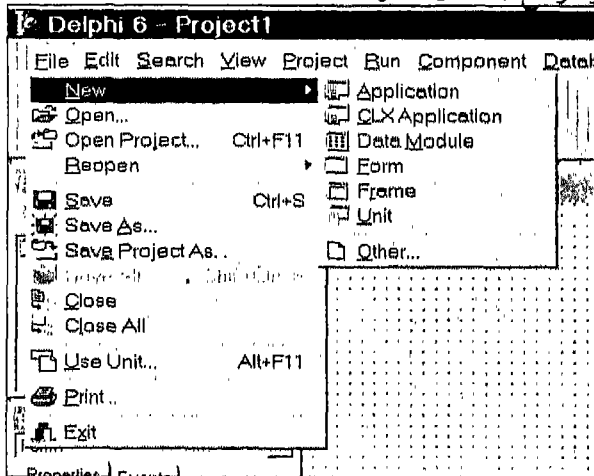 Delphi 6 - Project1
File Edit Search View Project Run Component Datab
New
Open...
Open Project... Ctrl+F11
Reopen
Save Ctrl+S
Save As...
Save Project As...
Close
Close All
Use Unit... Alt+F11
Print...
Exit
Application
CLX Application
Data Module
Form
Frame
Unit
Other...
Properties Events